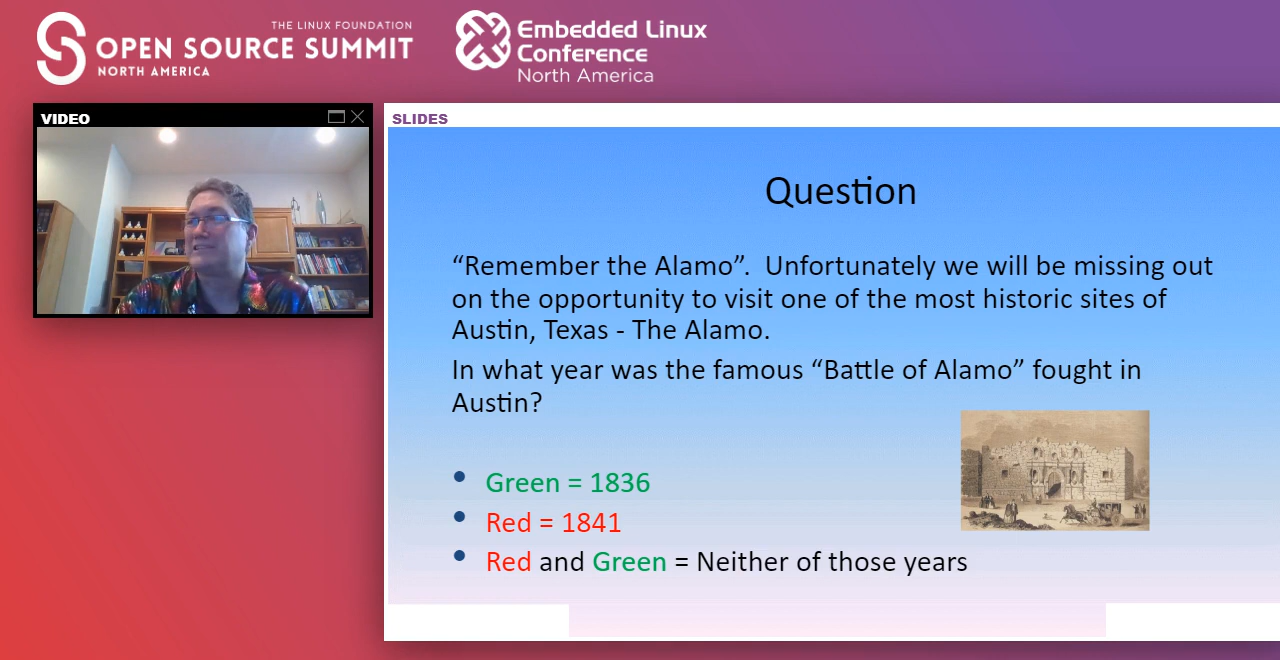 THE LINUX FOUNDATION
OPEN SOURCE SUMMIT
NORTH AMERICA
Embedded Linux
Conference
North America
VIDEO
SLIDES
Question
“Remember the Alamo”.  Unfortunately we will be missing out
on the opportunity to visit one of the most historic sites of
Austin, Texas - The Alamo.
In what year was the famous “Battle of Alamo” fought in
Austin?
• Green = 1836
• Red = 1841
• Red and Green = Neither of those years